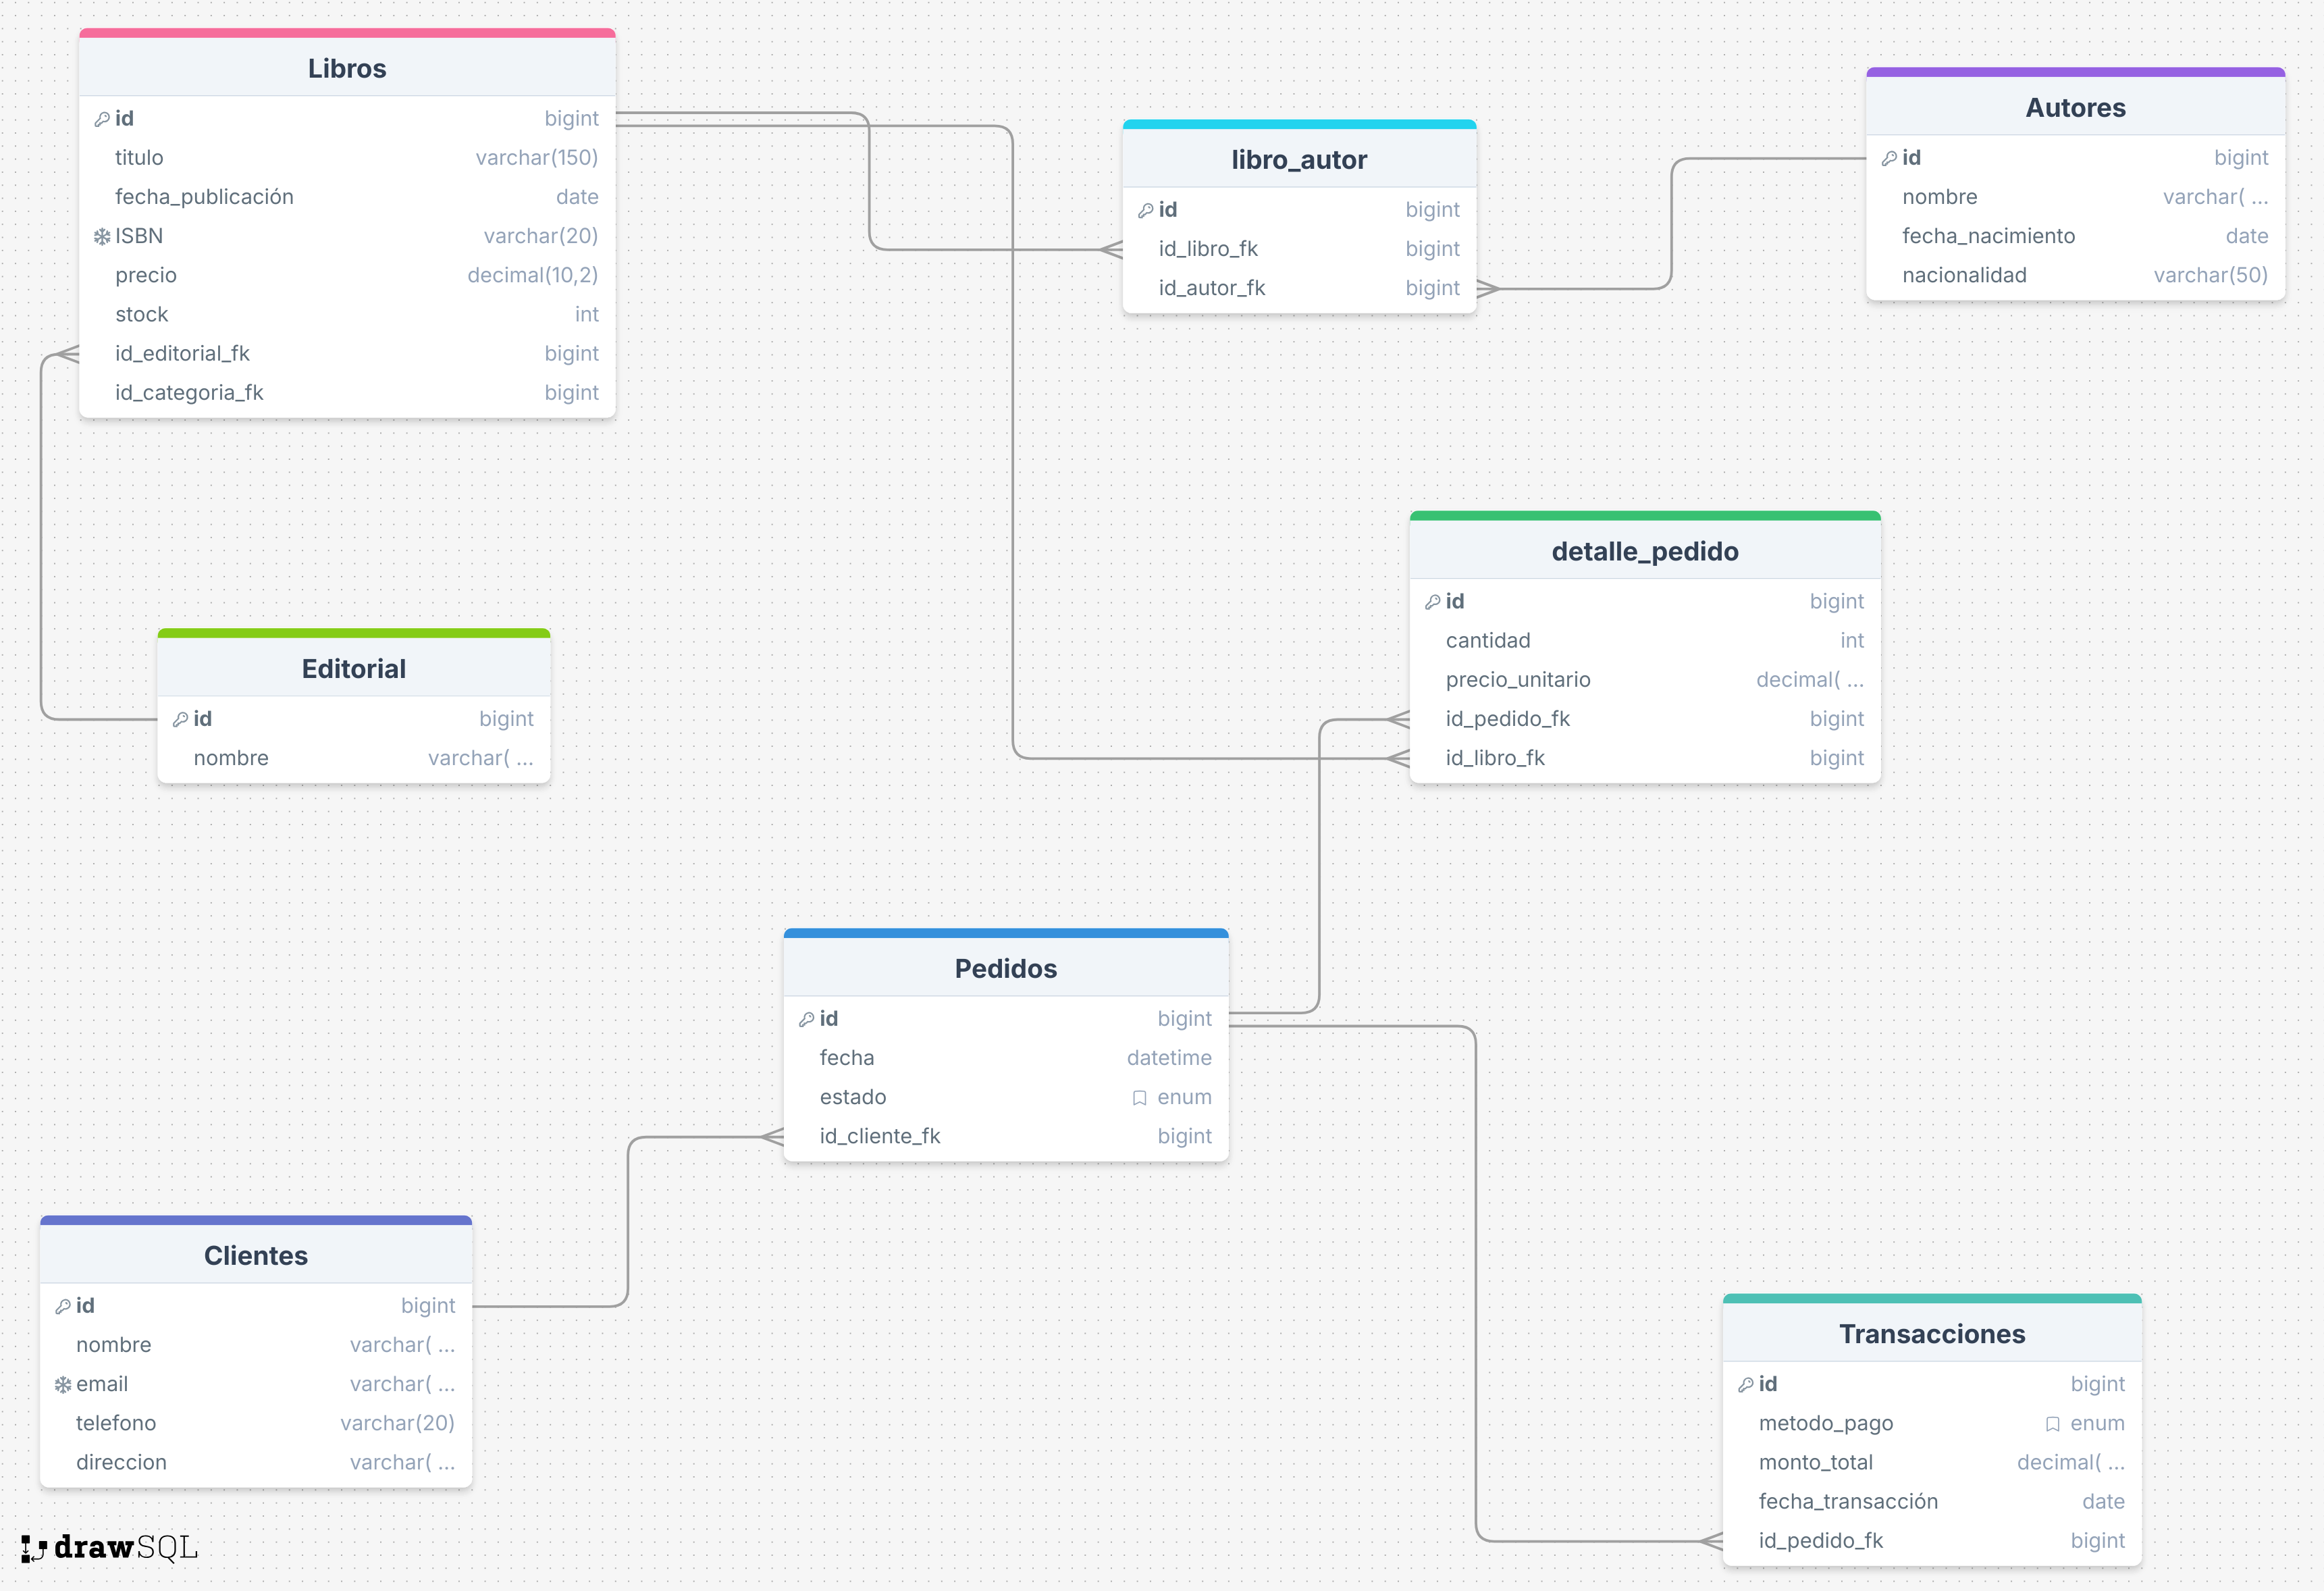 Libros
id bigint
titulo varchar(150)
fecha_publicación date
ISBN varchar(20)
precio decimal(10,2)
stock int
id_editorial_fk bigint
id_categoria_fk bigint
libro_autor
id bigint
id_libro_fk bigint
id_autor_fk bigint
Autores
id bigint
nombre varchar( ...
fecha_nacimiento date
nacionalidad varchar(50)
detalle_pedido
id bigint
cantidad int
precio_unitario decimal( ...
id_pedido_fk bigint
id_libro_fk bigint
Editorial
id bigint
nombre varchar( ...
Pedidos
id bigint
fecha datetime
estado enum
id_cliente_fk bigint
Clientes
id bigint
nombre varchar( ...
email varchar( ...
telefono varchar(20)
direccion varchar( ...
Transacciones
id bigint
metodo_pago enum
monto_total decimal( ...
fecha_transacción date
id_pedido_fk bigint
drawSQL